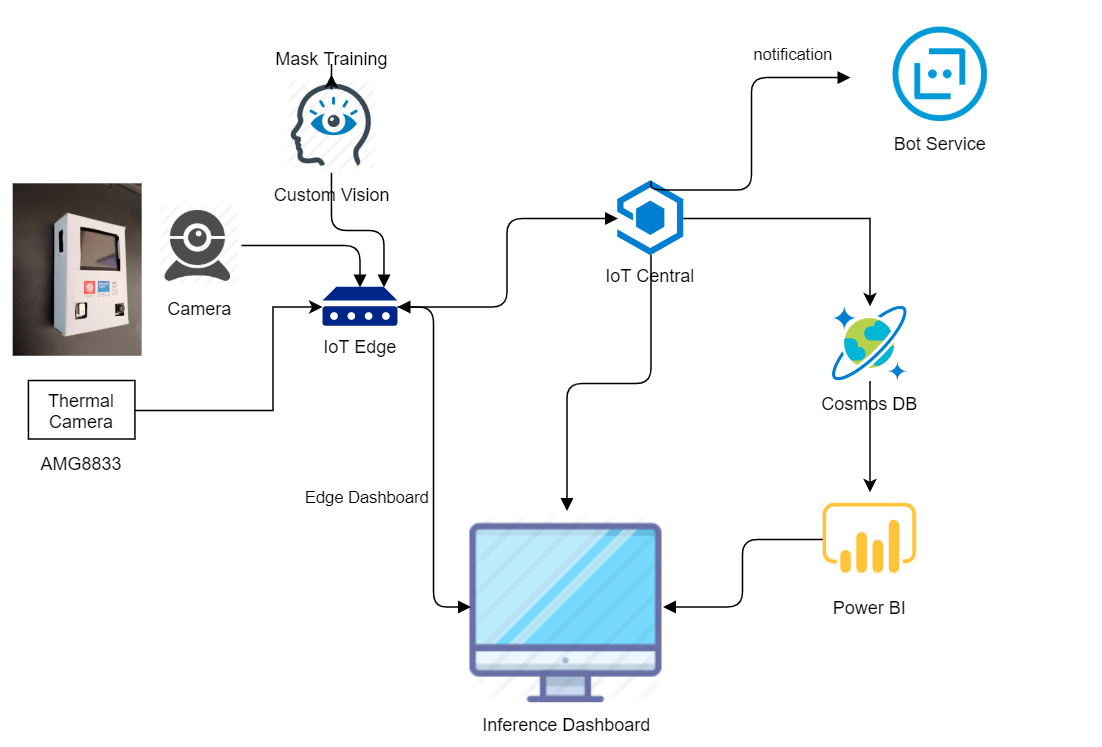 notification
Mask Training
Bot Service
Custom Vision
IoT Central
Camera
IoT Edge
Thermal
Camera
Cosmos DB
AMG8833
Edge Dashboard
Power BI
Inference Dashboard